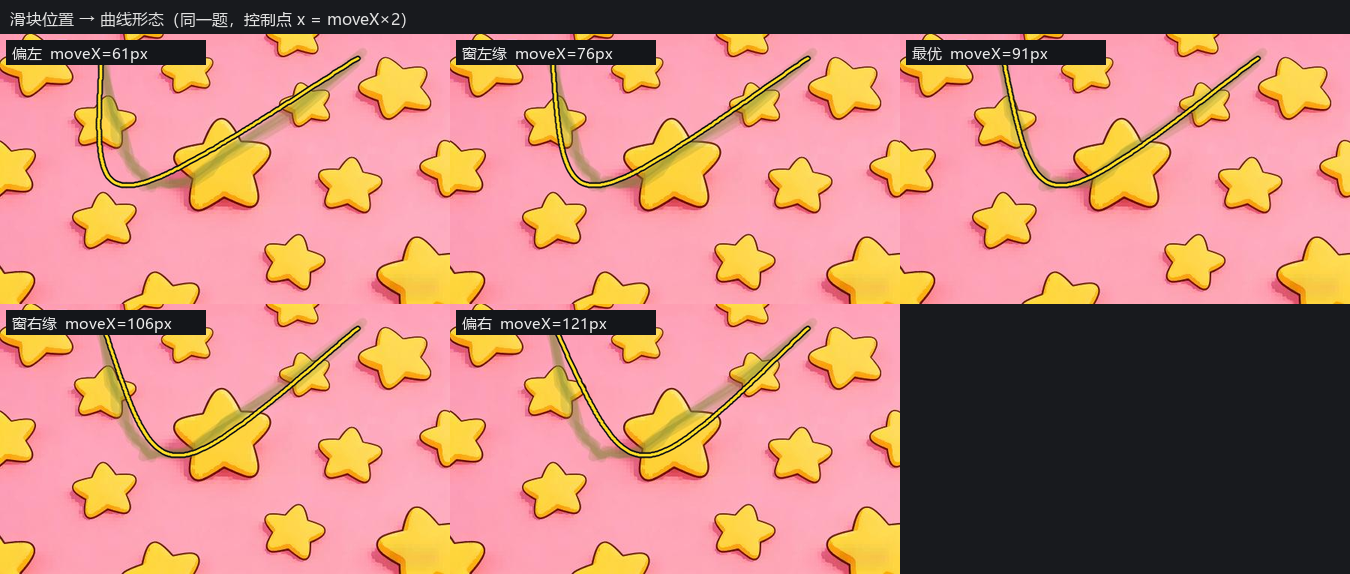 滑块位置 → 曲线形态（同一题，控制点 x = moveX×2）
偏左 moveX=61px
窗左缘 moveX=76px
最优 moveX=91px
窗右缘 moveX=106px
偏右 moveX=121px